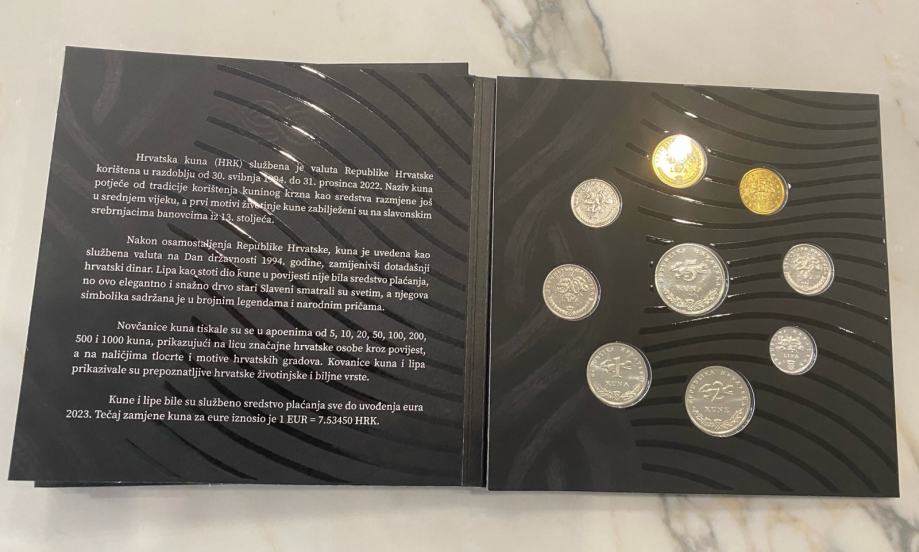 Hrvatska kuna (HRK) službena je valuta Republike Hrvatske
korištena u razdoblju od 30. svibnja 1994. do 31. prosinca 2022. Naziv kuna
potječe od tradicije korištenja kuninog krzna kao sredstva razmjene još
u srednjem vijeku, a prvi motivi životinje kune zabilježeni su na slavonskim
srebrnjacima banovcima iz 13. stoljeća.
Nakon osamostaljenja Republike Hrvatske, kuna je uvedena kao
službena valuta na Dan državnosti 1994. godine, zamijenivši dotadašnji
hrvatski dinar. Lipa kao stoti dio kune u povijesti nije bila sredstvo plaćanja,
no ovo elegantno i snažno drvo stari Slaveni smatrali su svetim, a njegova
simbolika sadržana je u brojnim legendama i narodnim pričama.
Novčanice kuna tiskale su se u apoenima od 5, 10, 20, 50, 100, 200,
500 i 1000 kuna, prikazujući na licu značajne hrvatske osobe kroz povijest,
a na naličjima tlocrte i motive hrvatskih gradova. Kovanice kuna i lipa
prikazivale su prepoznatljive hrvatske životinjske i biljne vrste.
Kune i lipe bile su službeno sredstvo plaćanja sve do uvođenja eura
2023. Tečaj zamjene kuna za eure iznosio je 1 EUR = 7.53450 HRK.
20
50
5
KUNA
2
LIPA
1
KUNA
2
KUNE